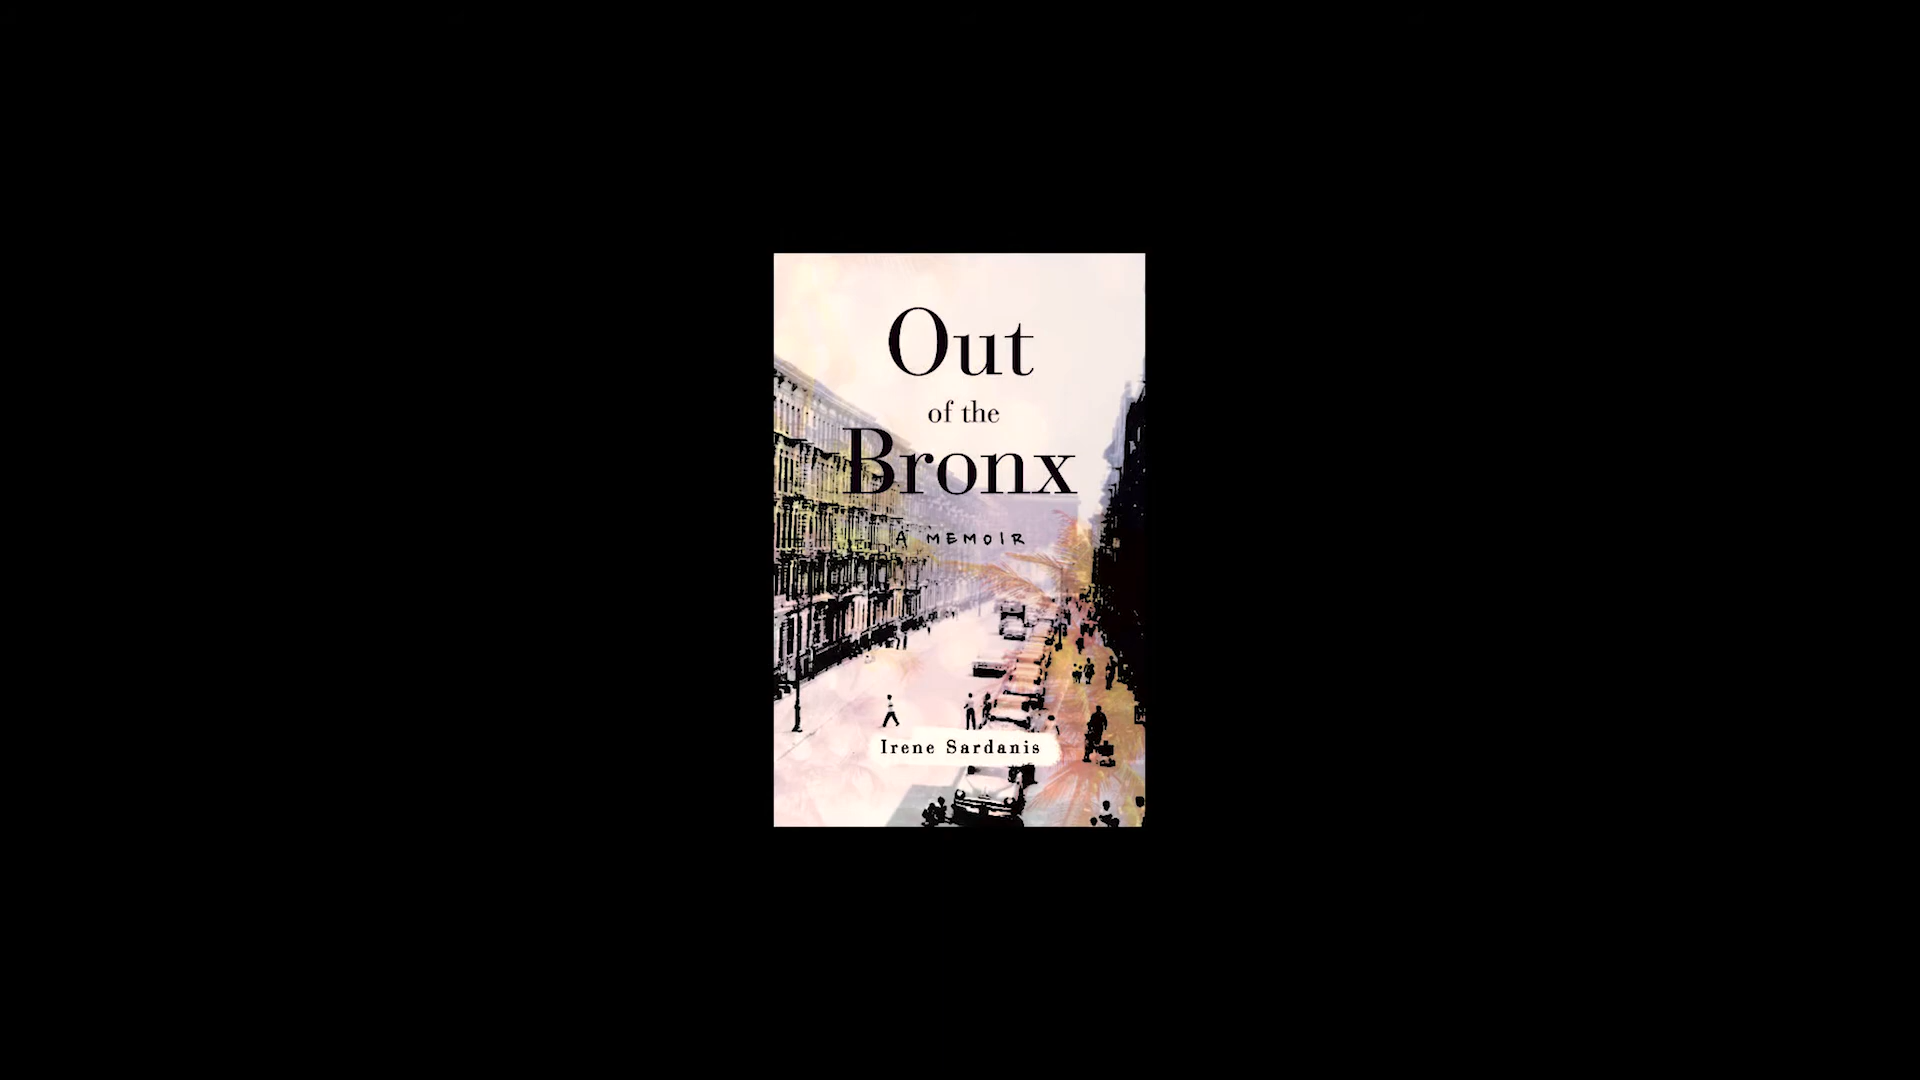 Out
of the
Bronx
A MEMOIR
Irene Sardanis